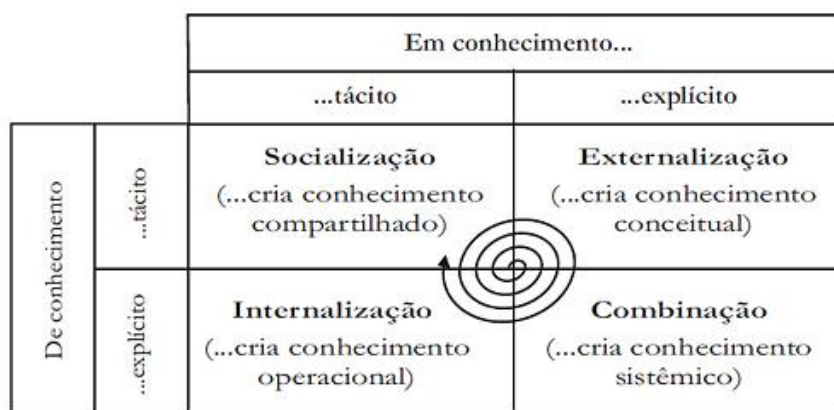 Em conhecimento...
...tácito
...explícito
De conhecimento
...tácito
Socialização
(...cria conhecimento
compartilhado)
Externalização
(...cria conhecimento
conceitual)
...explícito
Internalização
(...cria conhecimento
operacional)
Combinação
(...cria conhecimento
sistêmico)